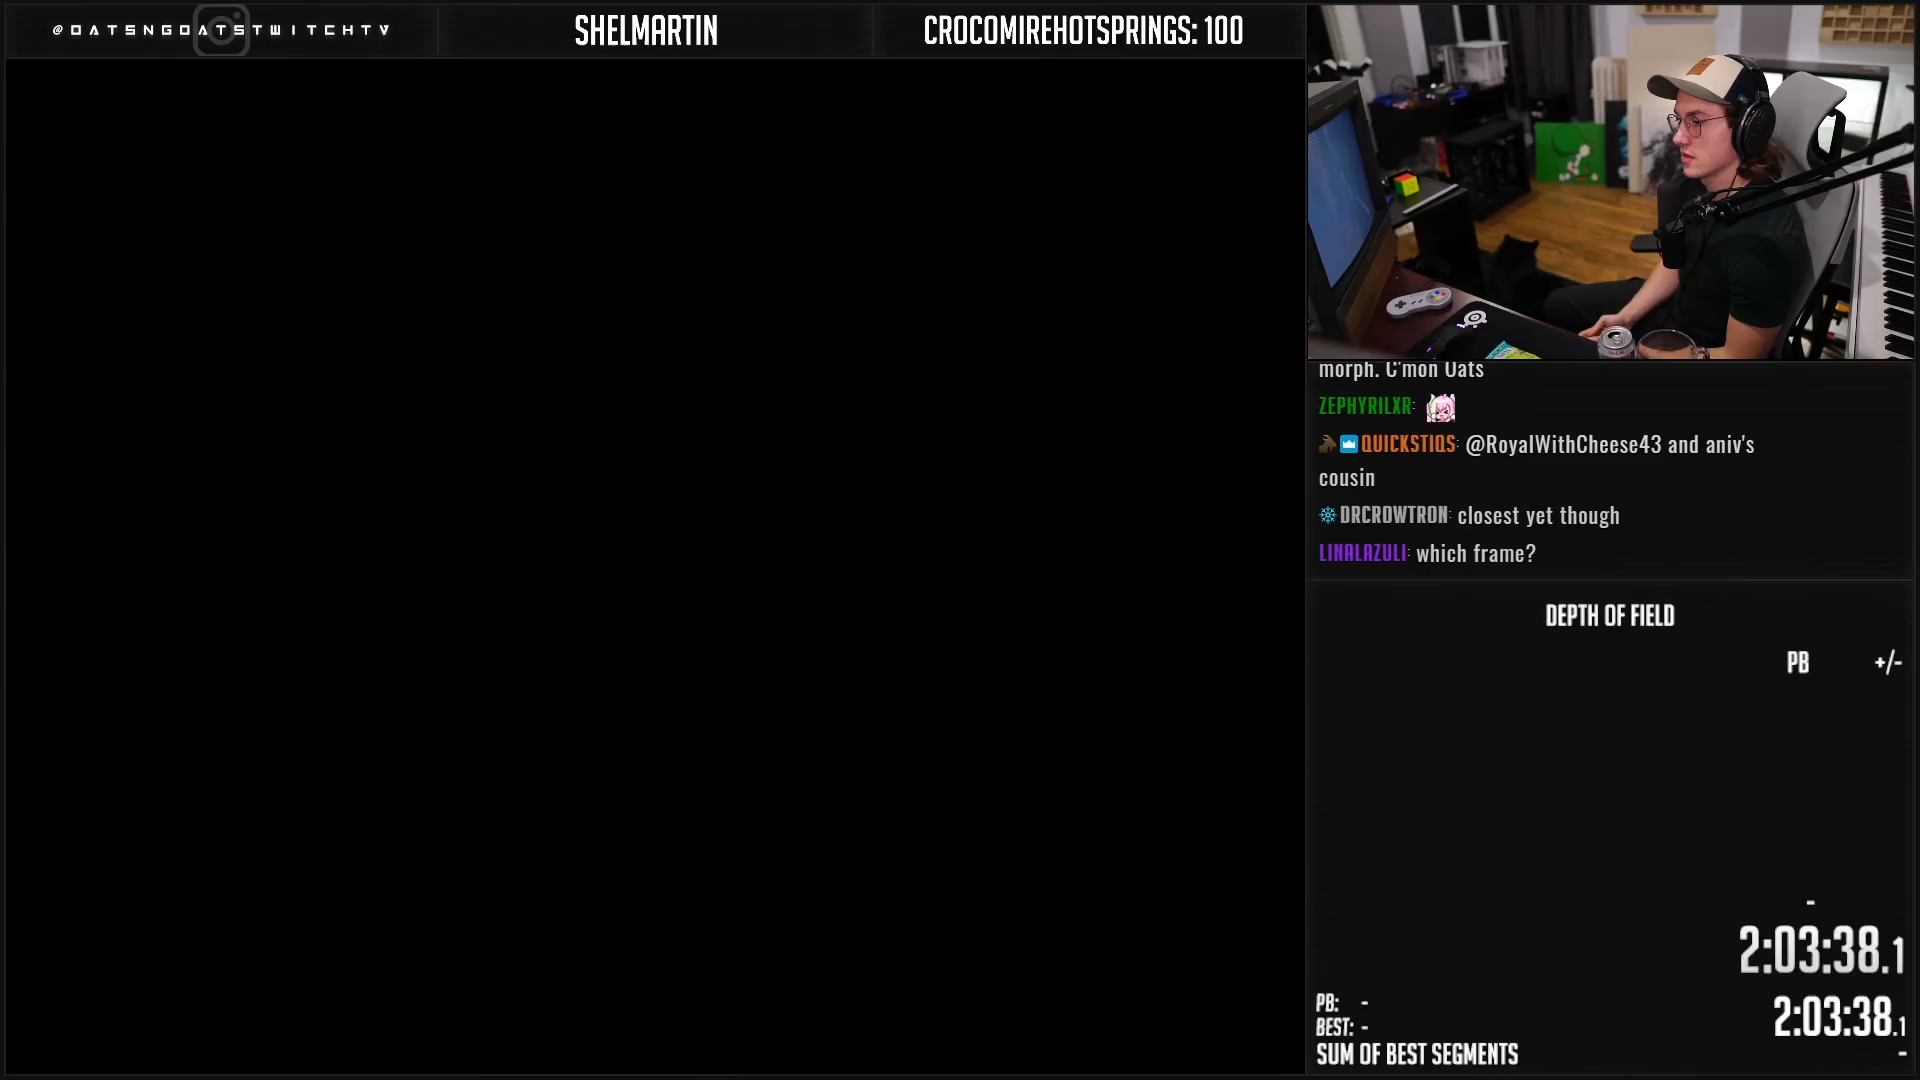 @OATSNGOATSTWITCHTV
SHELMARTIN
CROCOMIREHOTSPRINGS: 100
morph. C'mon Oats
ZEPHYRILXR:
QUICKSTIQS: @RoyalWithCheese43 and aniv's
cousin
DRCROWTRON: closest yet though
LINALAZULI: which frame?
DEPTH OF FIELD
PB +/-
-
2:03:38.1
PB: -
2:03:38.1
BEST: -
SUM OF BEST SEGMENTS -